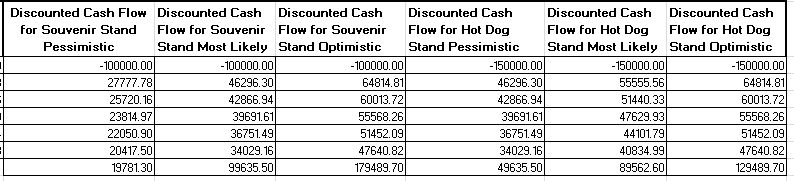 Discounted Cash Flow for Souvenir Stand Pessimistic Discounted Cash Flow for Souvenir Stand Most Likely Discounted Cash Flow for Souvenir Stand Optimistic Discounted Cash Flow for Hot Dog Stand Pessimistic Discounted Cash Flow for Hot Dog Stand Most Likely Discounted Cash Flow for Hot Dog Stand Optimistic
-100000.00 -100000.00 -100000.00 -150000.00 -150000.00 -150000.00
27777.78 46296.30 64814.81 46296.30 55555.56 64814.81
25720.16 42866.94 60013.72 42866.94 51440.33 60013.72
23814.97 39691.61 55568.26 39691.61 47629.93 55568.26
22050.90 36751.49 51452.09 36751.49 44101.79 51452.09
20417.50 34029.16 47640.82 34029.16 40834.99 47640.82
19781.30 99635.50 179489.70 49635.50 89562.60 129489.70